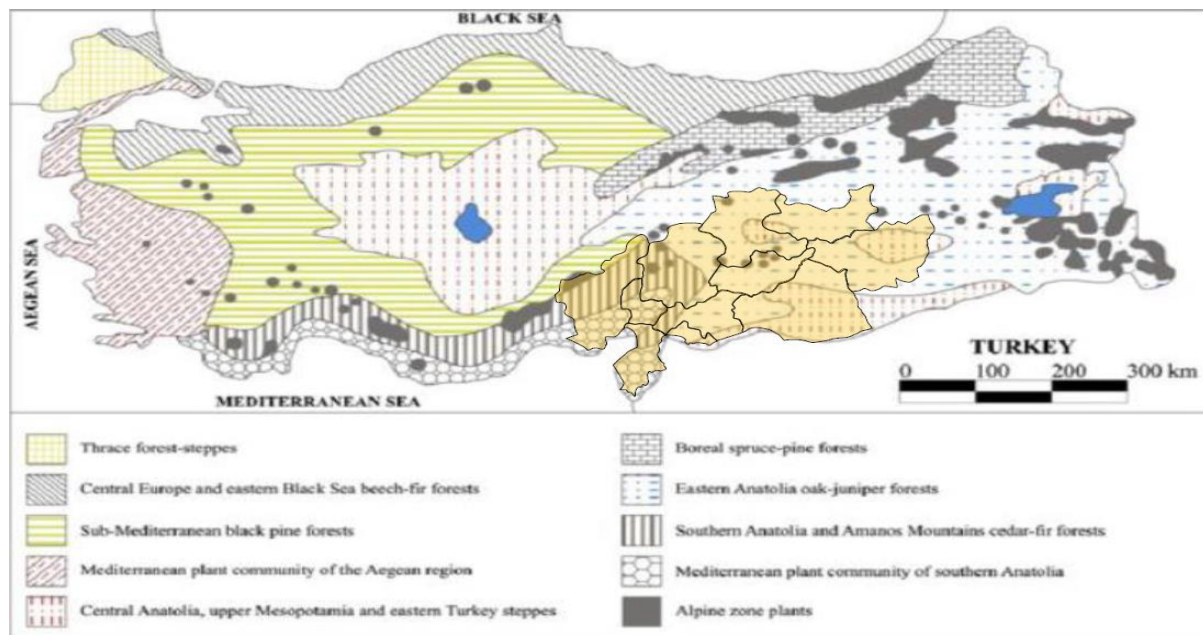 BLACK SEA
AEGEAN SEA
TURKEY
0 100 200 300 km
MEDITERRANEAN SEA
Thrace forest-steppes
Central Europe and eastern Black Sea beech-fir forests
Sub-Mediterranean black pine forests
Mediterranean plant community of the Aegean region
Central Anatolia, upper Mesopotamia and eastern Turkey steppes
Boreal spruce-pine forests
Eastern Anatolia oak-juniper forests
Southern Anatolia and Amanos Mountains cedar-fir forests
Mediterranean plant community of southern Anatolia
Alpine zone plants